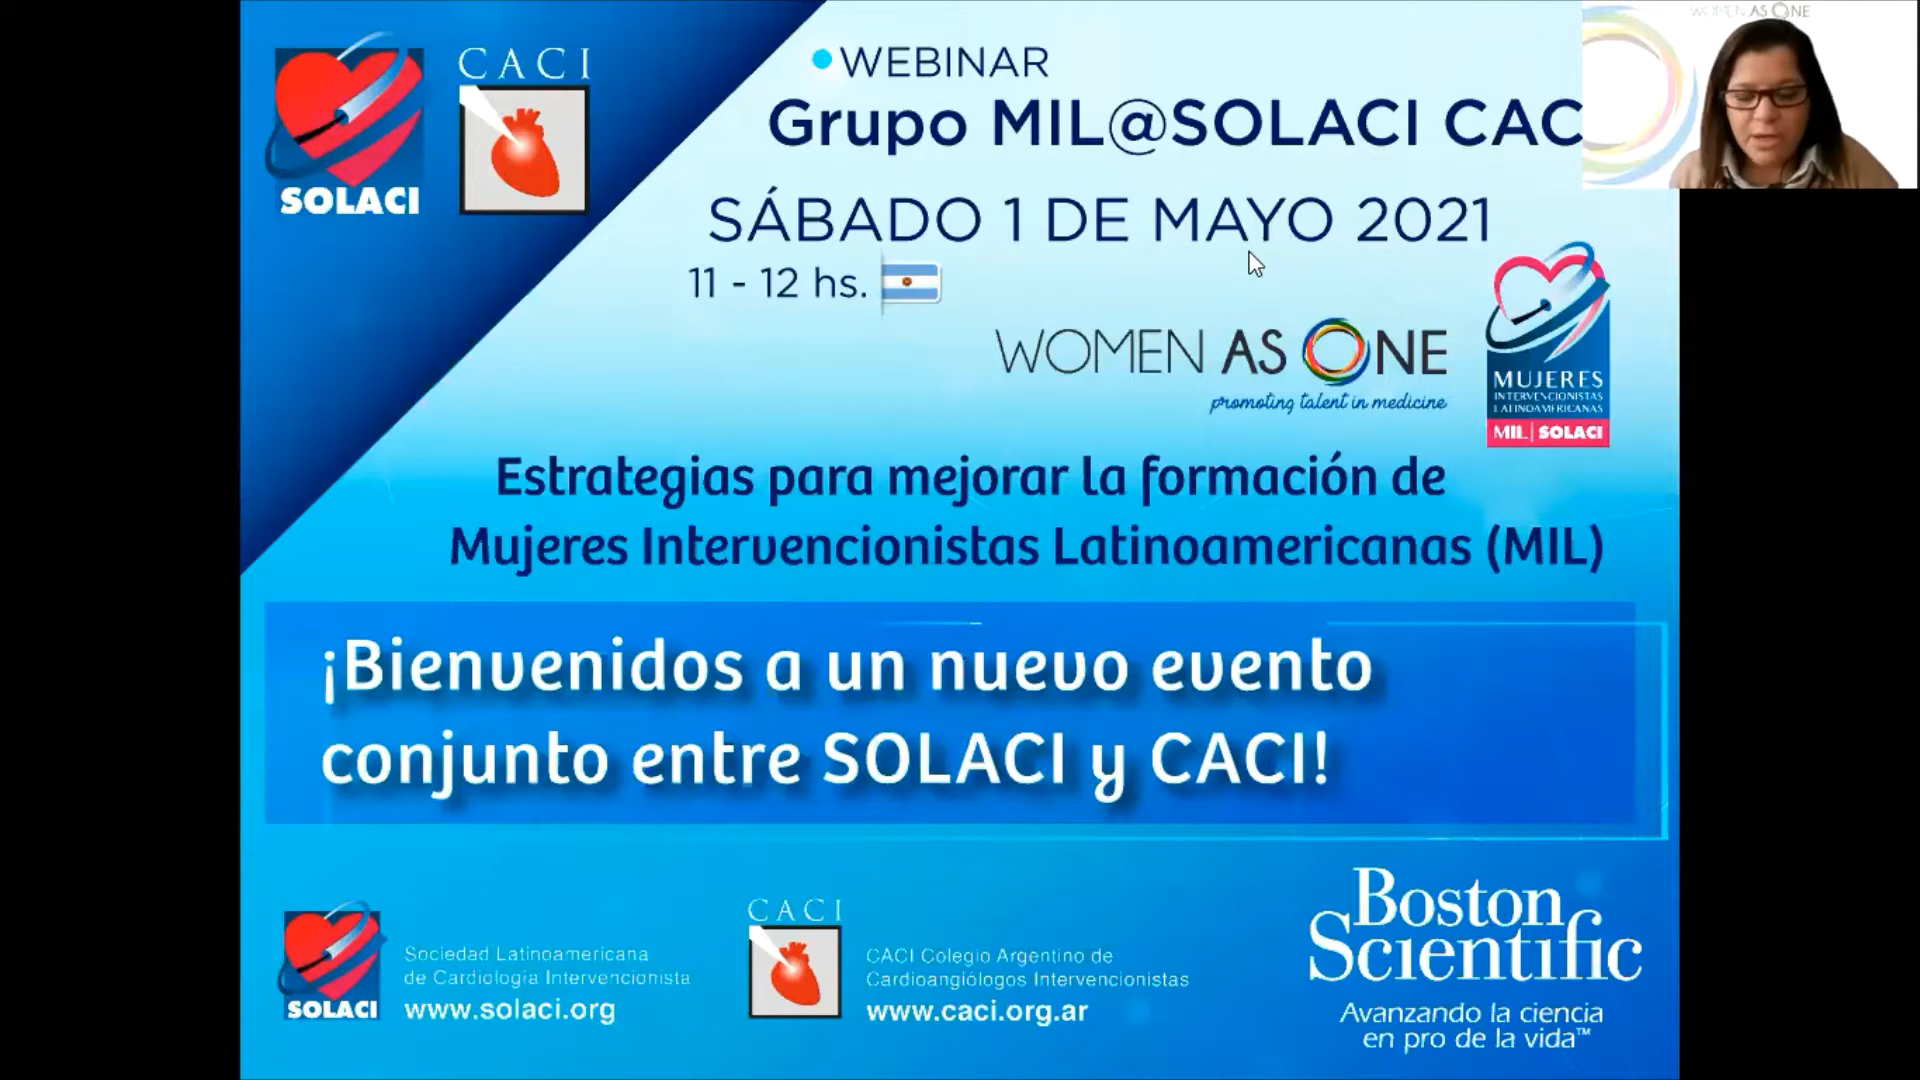 SOLACI
CACI
WEBINAR
Grupo MIL@SOLACI CAC
SÁBADO 1 DE MAYO 2021
11 - 12 hs.
WOMEN AS ONE
WOMEN AS ONE
promoting talent in medicine
MUJERES
INTERVENCIONISTAS
LATINOAMERICANAS
MIL | SOLACI
Estrategias para mejorar la formación de
Mujeres Intervencionistas Latinoamericanas (MIL)
¡Bienvenidos a un nuevo evento
conjunto entre SOLACI y CACI!
SOLACI
Sociedad Latinoamericana
de Cardiología Intervencionista
www.solaci.org
CACI
CACI Colegio Argentino de
Cardioangiólogos Intervencionistas
www.caci.org.ar
Boston
Scientific
Avanzando la ciencia
en pro de la vida™